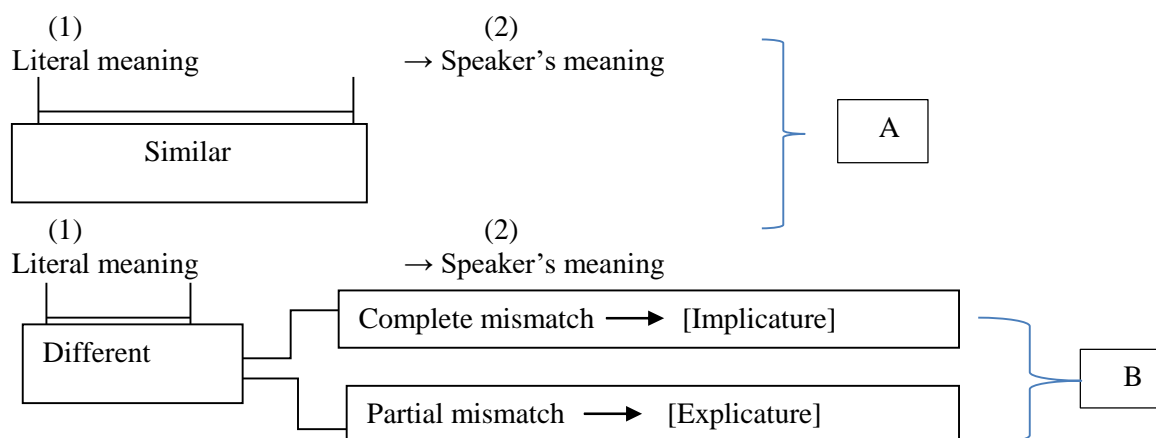 (1) (2)
Literal meaning → Speaker’s meaning
A
Similar
(1) (2)
Literal meaning → Speaker’s meaning
Complete mismatch → [Implicature]
Different
B
Partial mismatch → [Explicature]